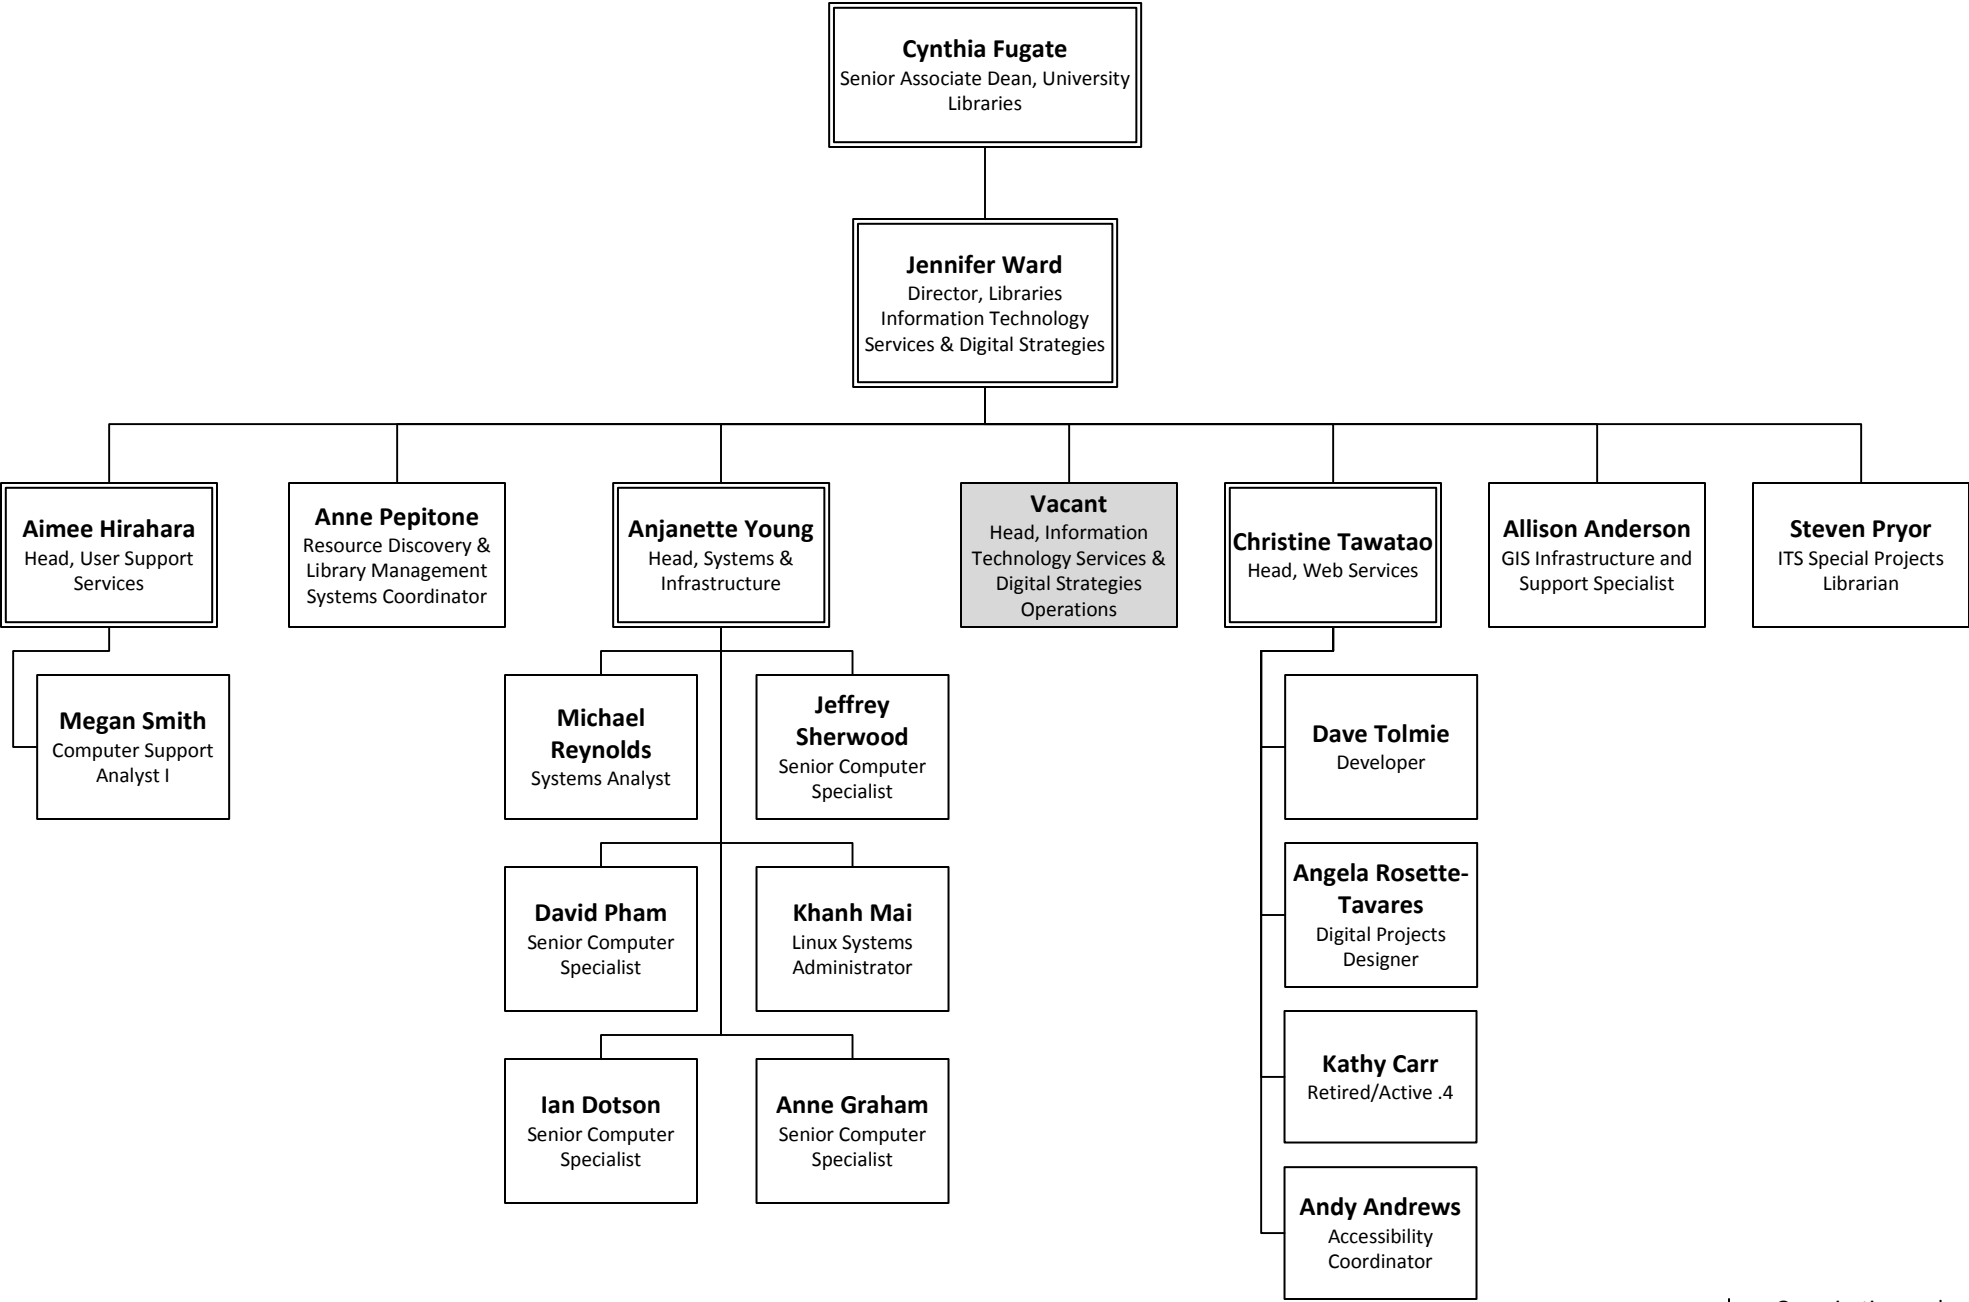 Cynthia Fugate
Senior Associate Dean, University
Libraries
Jennifer Ward
Director, Libraries
Information Technology
Services & Digital Strategies
Aimee Hirahara
Head, User Support
Services
Anne Pepitone
Resource Discovery &
Library Management
Systems Coordinator
Anjanette Young
Head, Systems &
Infrastructure
Vacant
Head, Information
Technology Services &
Digital Strategies
Operations
Christine Tawatao
Head, Web Services
Allison Anderson
GIS Infrastructure and
Support Specialist
Steven Pryor
ITS Special Projects
Librarian
Megan Smith
Computer Support
Analyst I
Michael
Reynolds
Systems Analyst
Jeffrey
Sherwood
Senior Computer
Specialist
David Pham
Senior Computer
Specialist
Khanh Mai
Linux Systems
Administrator
Ian Dotson
Senior Computer
Specialist
Anne Graham
Senior Computer
Specialist
Dave Tolmie
Developer
Angela Rosette-
Tavares
Digital Projects
Designer
Kathy Carr
Retired/Active .4
Andy Andrews
Accessibility
Coordinator